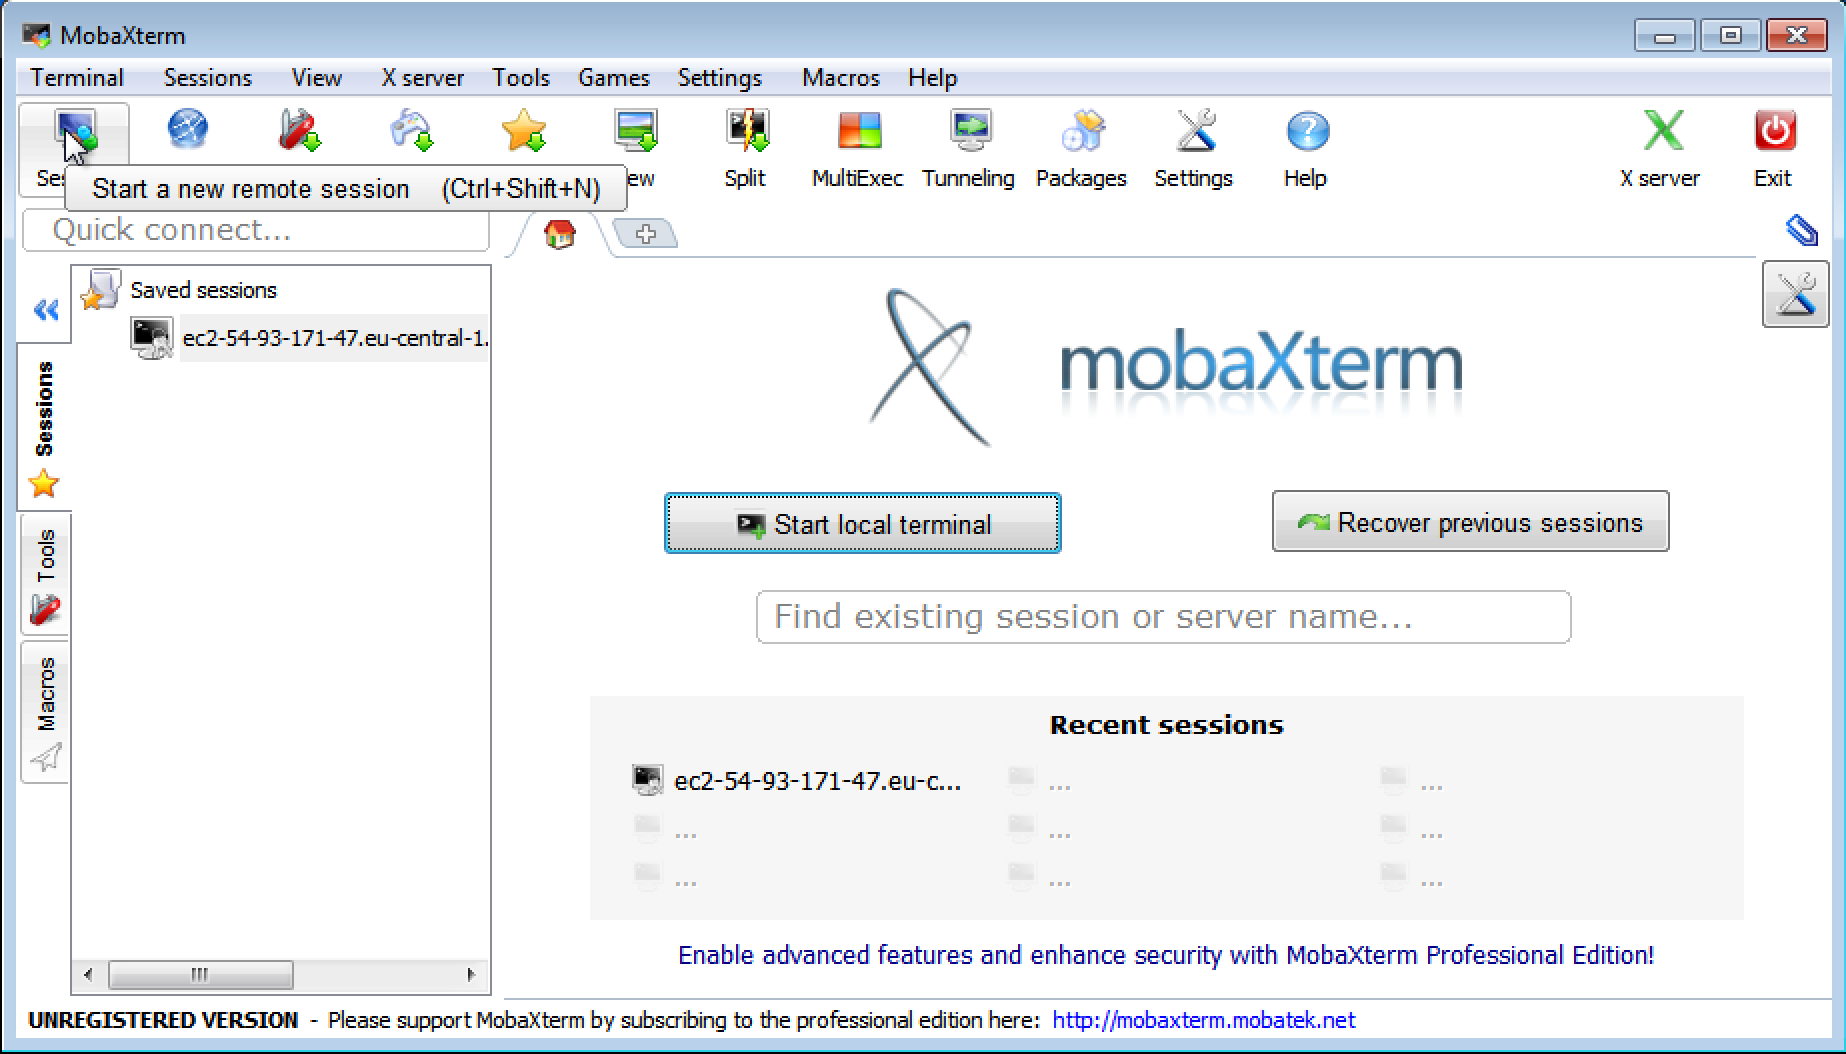 MobaXterm
Terminal Sessions View X server Tools Games Settings Macros Help
Split MultiExec Tunneling Packages Settings Help X server Exit
Start a new remote session (Ctrl+Shift+N)
Quick connect...
Saved sessions
ec2-54-93-171-47.eu-central-1.
Sessions
Tools
Macros
mobaXterm
Start local terminal
Recover previous sessions
Find existing session or server name...
Recent sessions
ec2-54-93-171-47.eu-c... ... ...
... ... ...
... ... ...
Enable advanced features and enhance security with MobaXterm Professional Edition!
UNREGISTERED VERSION - Please support MobaXterm by subscribing to the professional edition here: http://mobaxterm.mobatek.net